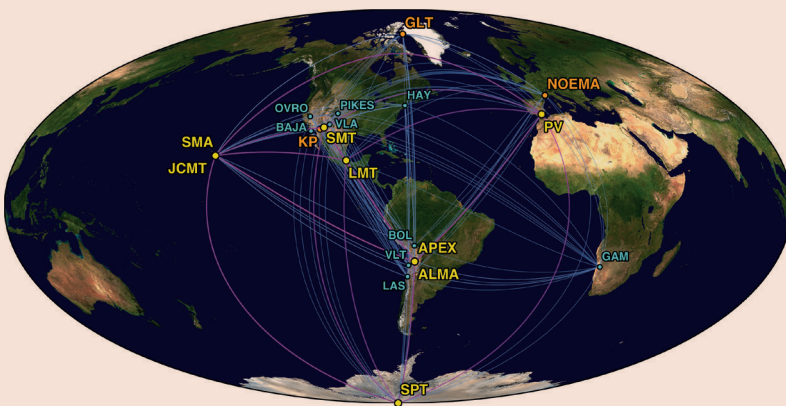 GLT
NOEMA
HAY
OVRO
PIKES
VLA
BAJA
SMT
KP
PV
SMA
JCMT
LMT
BOL
APEX
VLT
GAM
ALMA
LAS
SPT